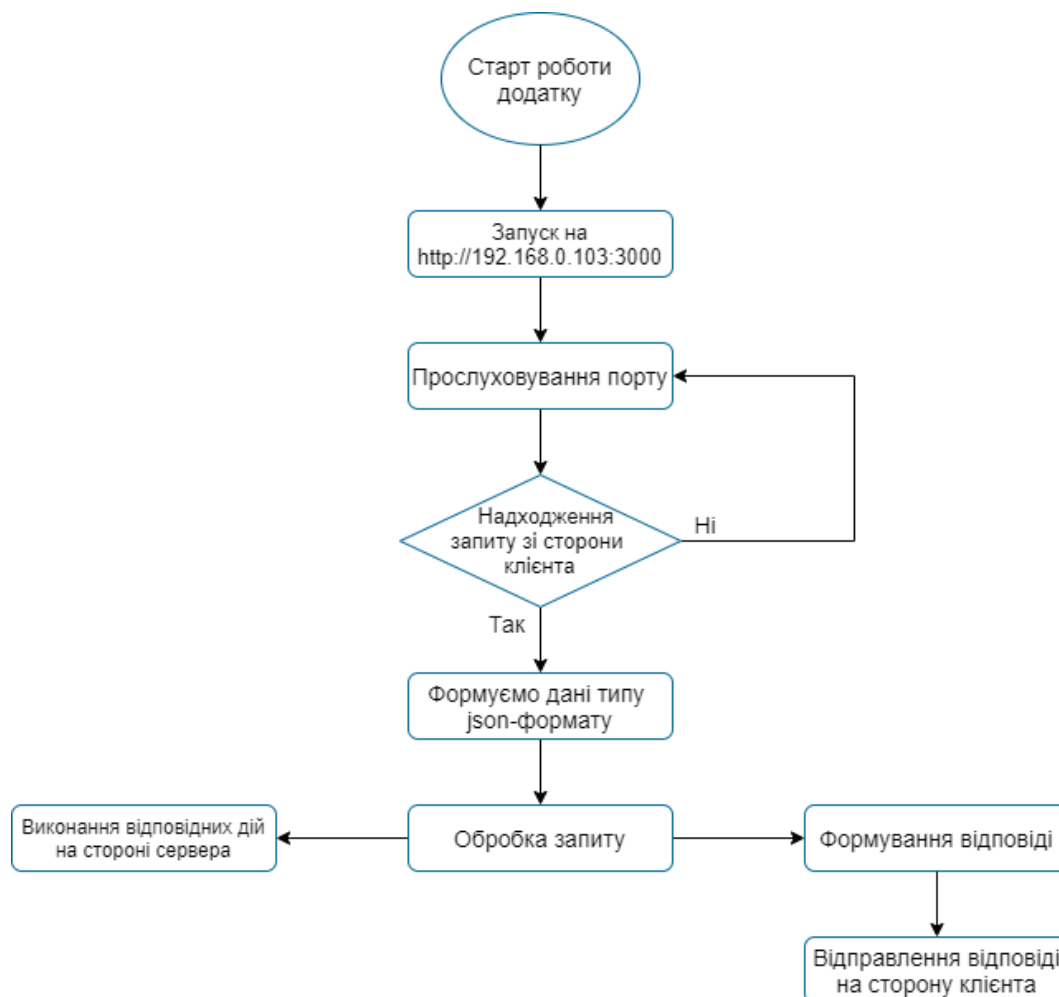 Старт роботи
додатку
Запуск на
http://192.168.0.103:3000
Прослуховування порту
Надходження
запиту зі сторони
клієнта
Ні
Так
Формуємо дані типу
json-формату
Виконання відповідних дій
на стороні сервера
Обробка запиту
Формування відповіді
Відправлення відповіді
на сторону клієнта